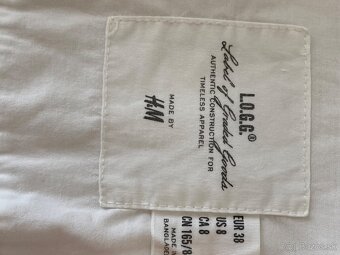 L.O.G.G.®
Label of Graded Goods
AUTHENTIC CONSTRUCTION FOR
TIMELESS APPAREL
MADE BY
H&M
EUR 38
US 8
CA 8
CN 165/8
MADE IN
BANGLADE